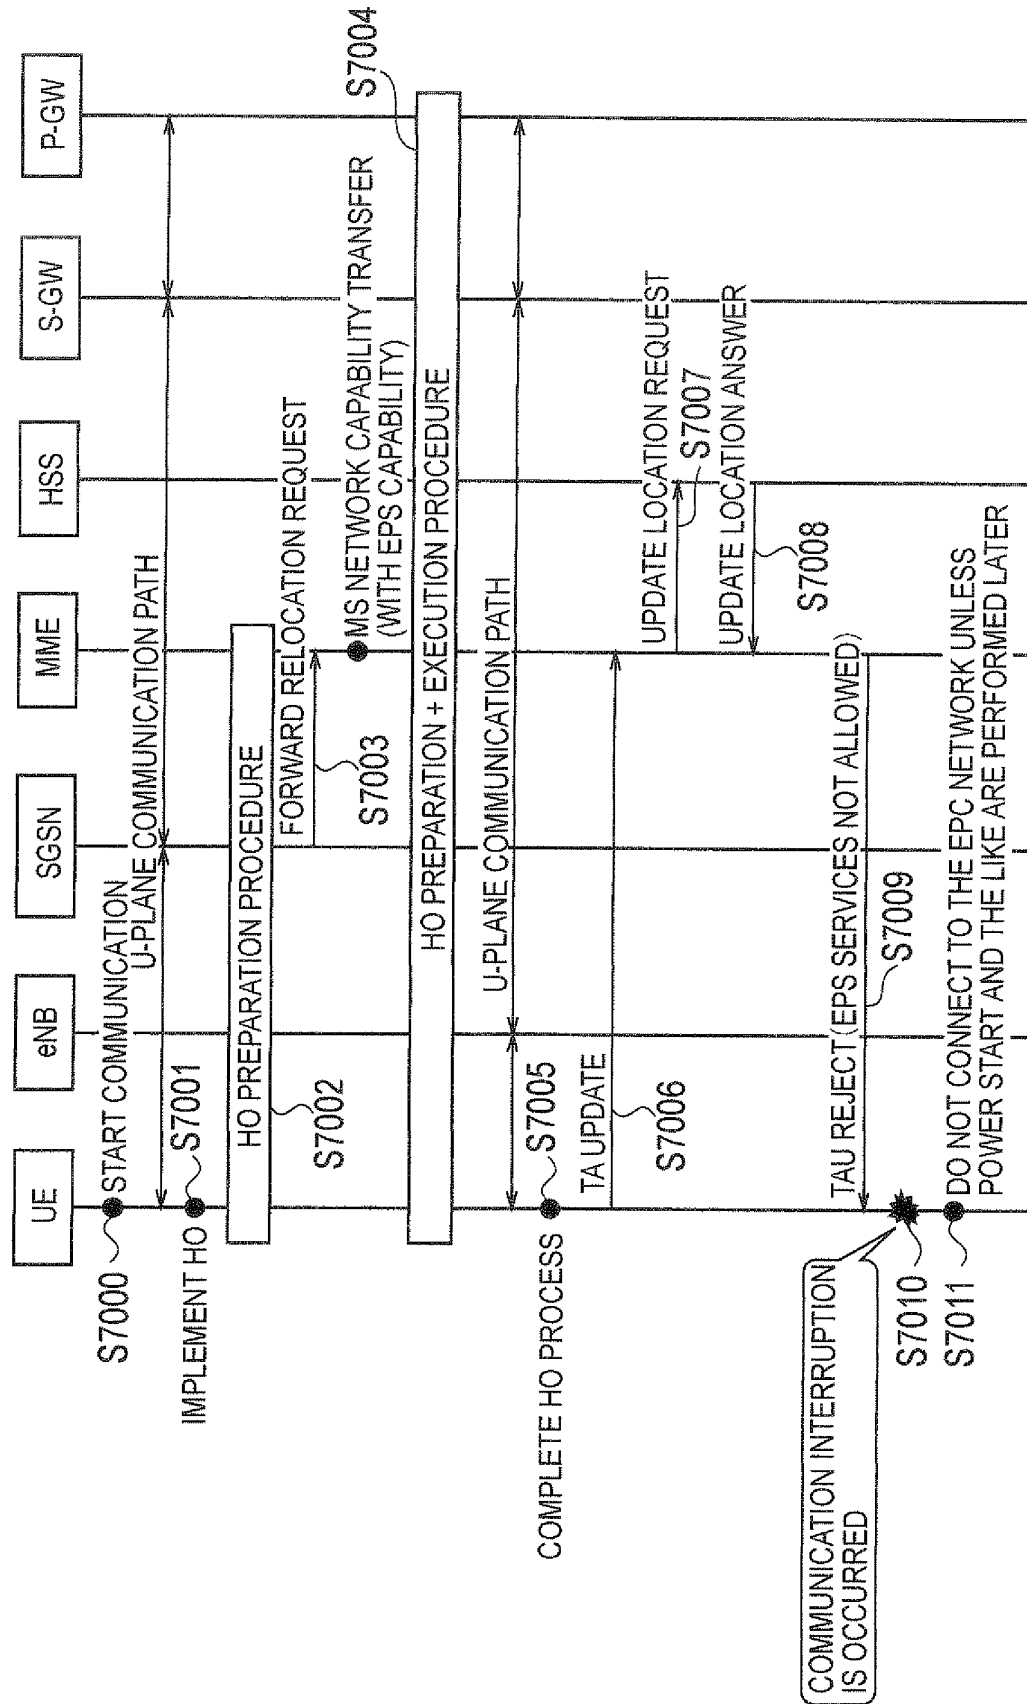 UE
eNB
SGSN
MME
HSS
S-GW
P-GW
S7000
START COMMUNICATION
U-PLANE COMMUNICATION PATH
IMPLEMENT HO
S7001
HO PREPARATION PROCEDURE
S7002
FORWARD RELOCATION REQUEST
S7003
MS NETWORK CAPABILITY TRANSFER
(WITH EPS CAPABILITY)
S7004
HO PREPARATION + EXECUTION PROCEDURE
U-PLANE COMMUNICATION PATH
COMPLETE HO PROCESS
S7005
TA UPDATE
S7006
UPDATE LOCATION REQUEST
S7007
UPDATE LOCATION ANSWER
S7008
TAU REJECT (EPS SERVICES NOT ALLOWED)
S7009
COMMUNICATION INTERRUPTION
IS OCCURRED
S7010
S7011
DO NOT CONNECT TO THE EPC NETWORK UNLESS
POWER START AND THE LIKE ARE PERFORMED LATER